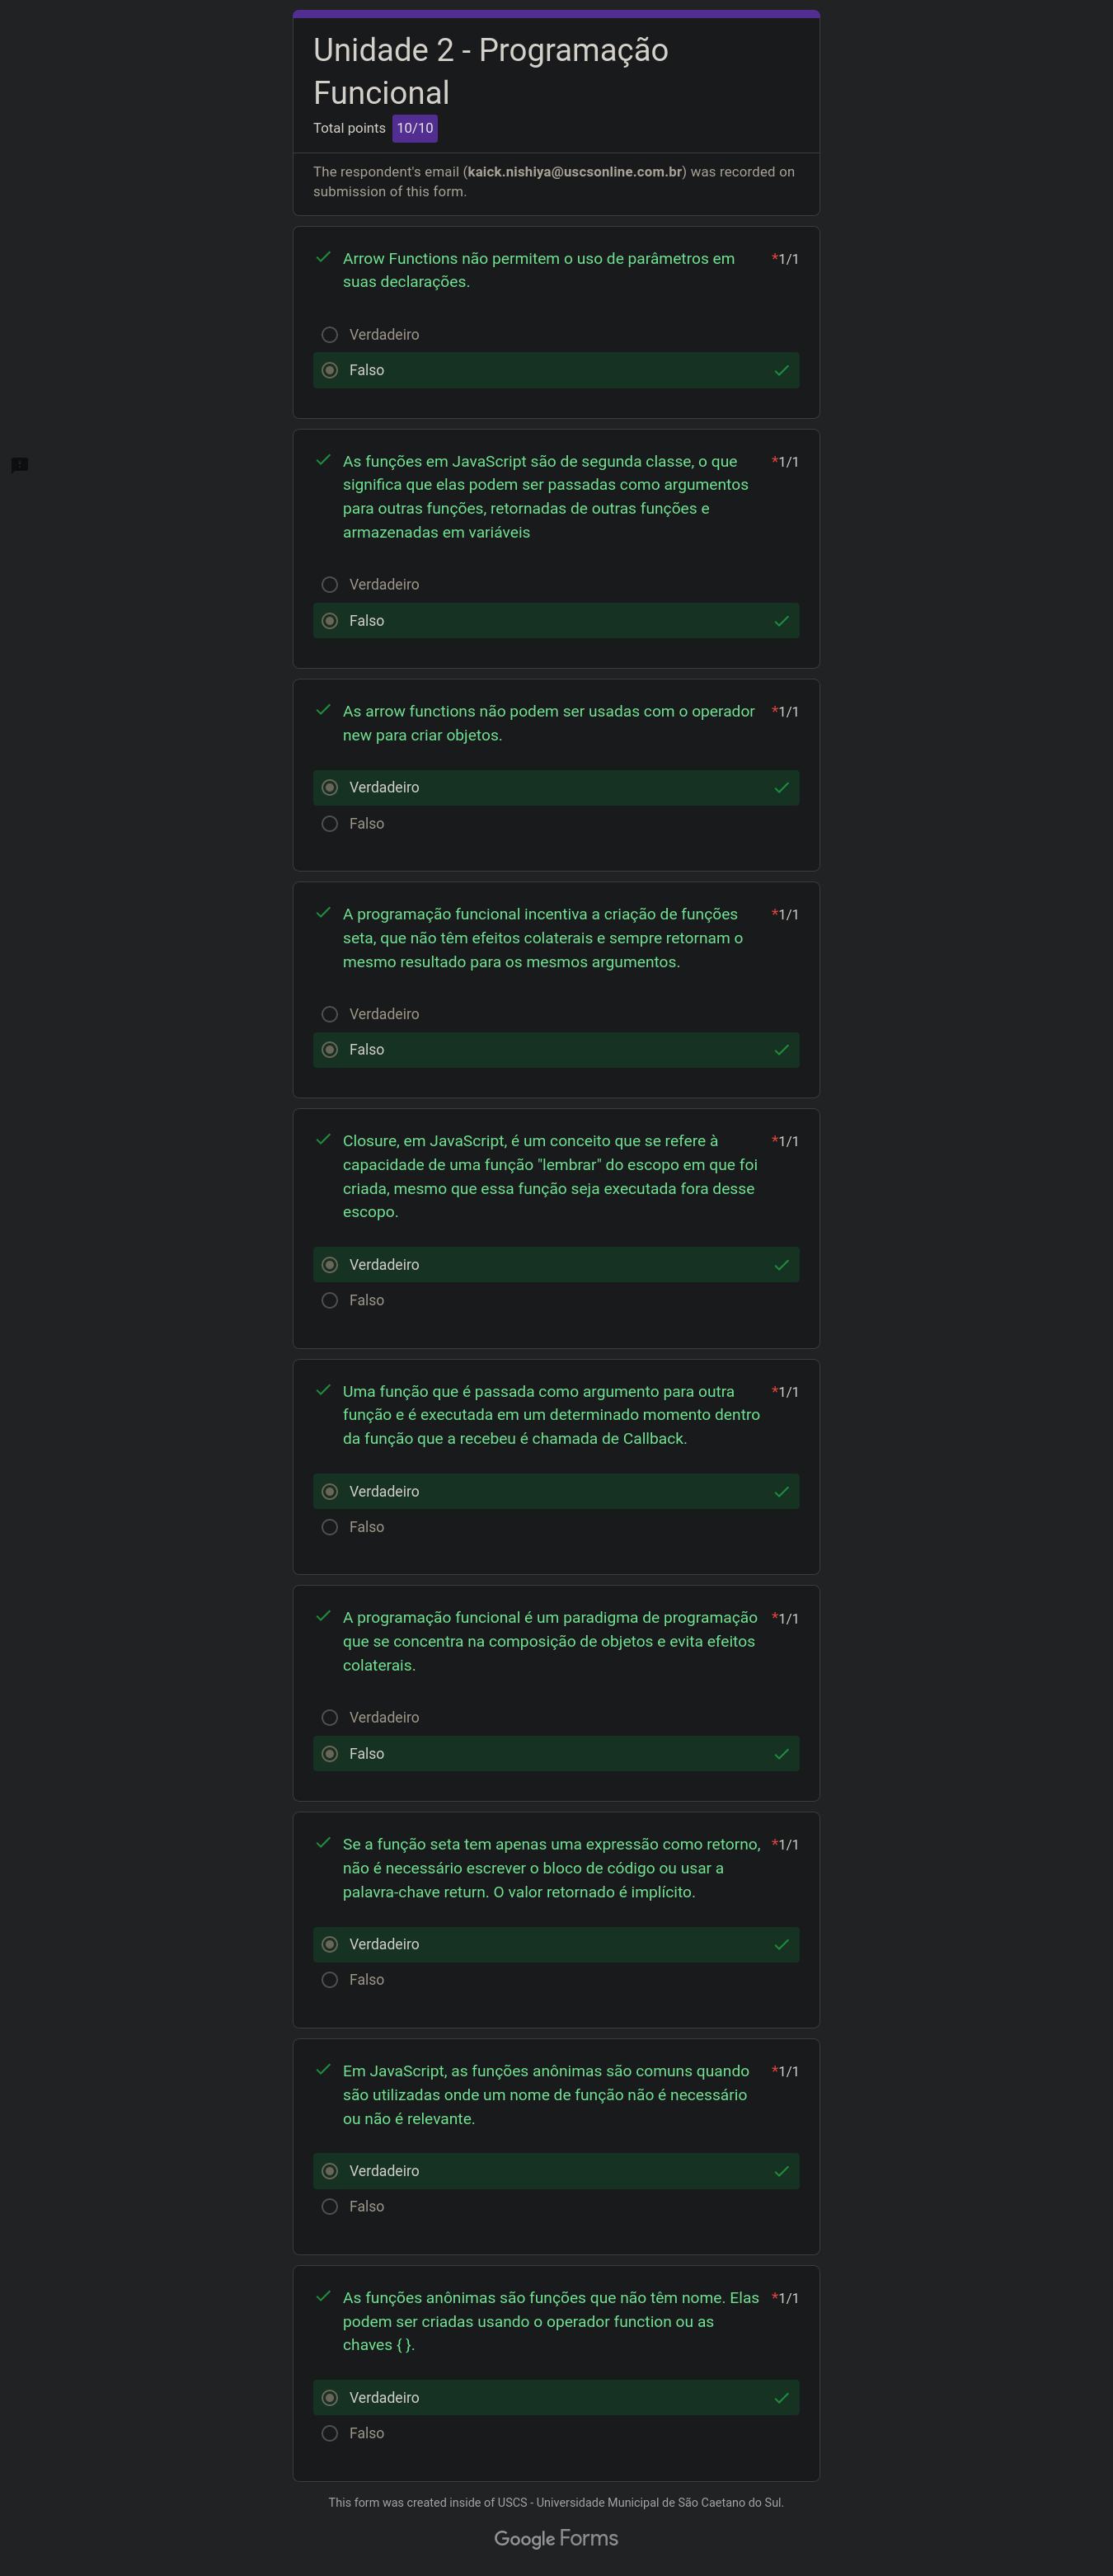 Unidade 2 - Programação
Funcional
Total points 10/10
The respondent's email (kaick.nishiya@uscsonline.com.br) was recorded on
submission of this form.
Arrow Functions não permitem o uso de parâmetros em *1/1
suas declarações.
Verdadeiro
Falso
As funções em JavaScript são de segunda classe, o que *1/1
significa que elas podem ser passadas como argumentos
para outras funções, retornadas de outras funções e
armazenadas em variáveis
Verdadeiro
Falso
As arrow functions não podem ser usadas com o operador *1/1
new para criar objetos.
Verdadeiro
Falso
A programação funcional incentiva a criação de funções *1/1
seta, que não têm efeitos colaterais e sempre retornam o
mesmo resultado para os mesmos argumentos.
Verdadeiro
Falso
Closure, em JavaScript, é um conceito que se refere à *1/1
capacidade de uma função "lembrar" do escopo em que foi
criada, mesmo que essa função seja executada fora desse
escopo.
Verdadeiro
Falso
Uma função que é passada como argumento para outra *1/1
função e é executada em um determinado momento dentro
da função que a recebeu é chamada de Callback.
Verdadeiro
Falso
A programação funcional é um paradigma de programação *1/1
que se concentra na composição de objetos e evita efeitos
colaterais.
Verdadeiro
Falso
Se a função seta tem apenas uma expressão como retorno, *1/1
não é necessário escrever o bloco de código ou usar a
palavra-chave return. O valor retornado é implícito.
Verdadeiro
Falso
Em JavaScript, as funções anônimas são comuns quando *1/1
são utilizadas onde um nome de função não é necessário
ou não é relevante.
Verdadeiro
Falso
As funções anônimas são funções que não têm nome. Elas *1/1
podem ser criadas usando o operador function ou as
chaves { }.
Verdadeiro
Falso
This form was created inside of USCS - Universidade Municipal de São Caetano do Sul.
Google Forms